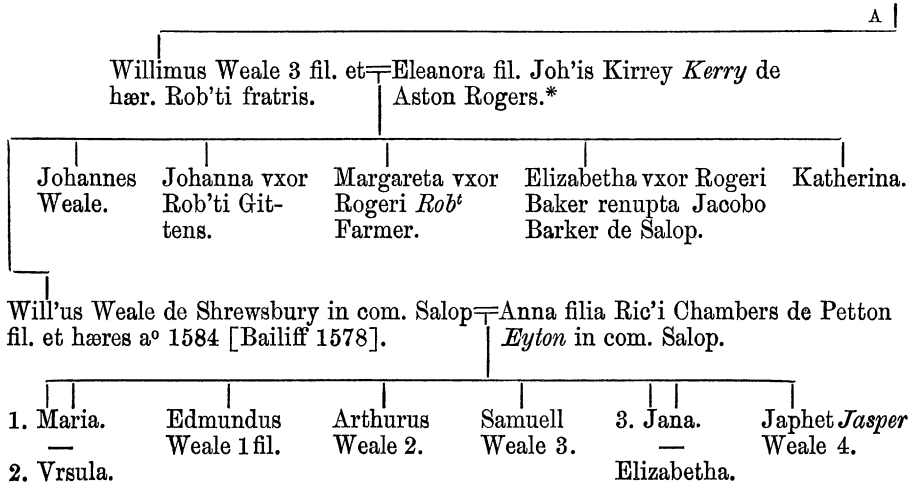 A
Willimus Weale 3 fil. et=Eleanora fil. Joh'is Kirrey Kerry de
hær. Rob'ti fratris. Aston Rogers.*
Johannes Johanna vxor Margareta vxor Elizabetha vxor Rogeri Katherina.
Weale. Rob'ti Git- Rogeri Robᵗ Baker renupta Jacobo
tens. Farmer. Barker de Salop.
Will'us Weale de Shrewsbury in com. Salop=Anna filia Ric'i Chambers de Petton
fil. et hæres aº 1584 [Bailiff 1578]. Eyton in com. Salop.
1. Maria. Edmundus Arthurus Samuell 3. Jana. Japhet Jasper
— Weale 1 fil. Weale 2. Weale 3. — Weale 4.
2. Vrsula. Elizabetha.